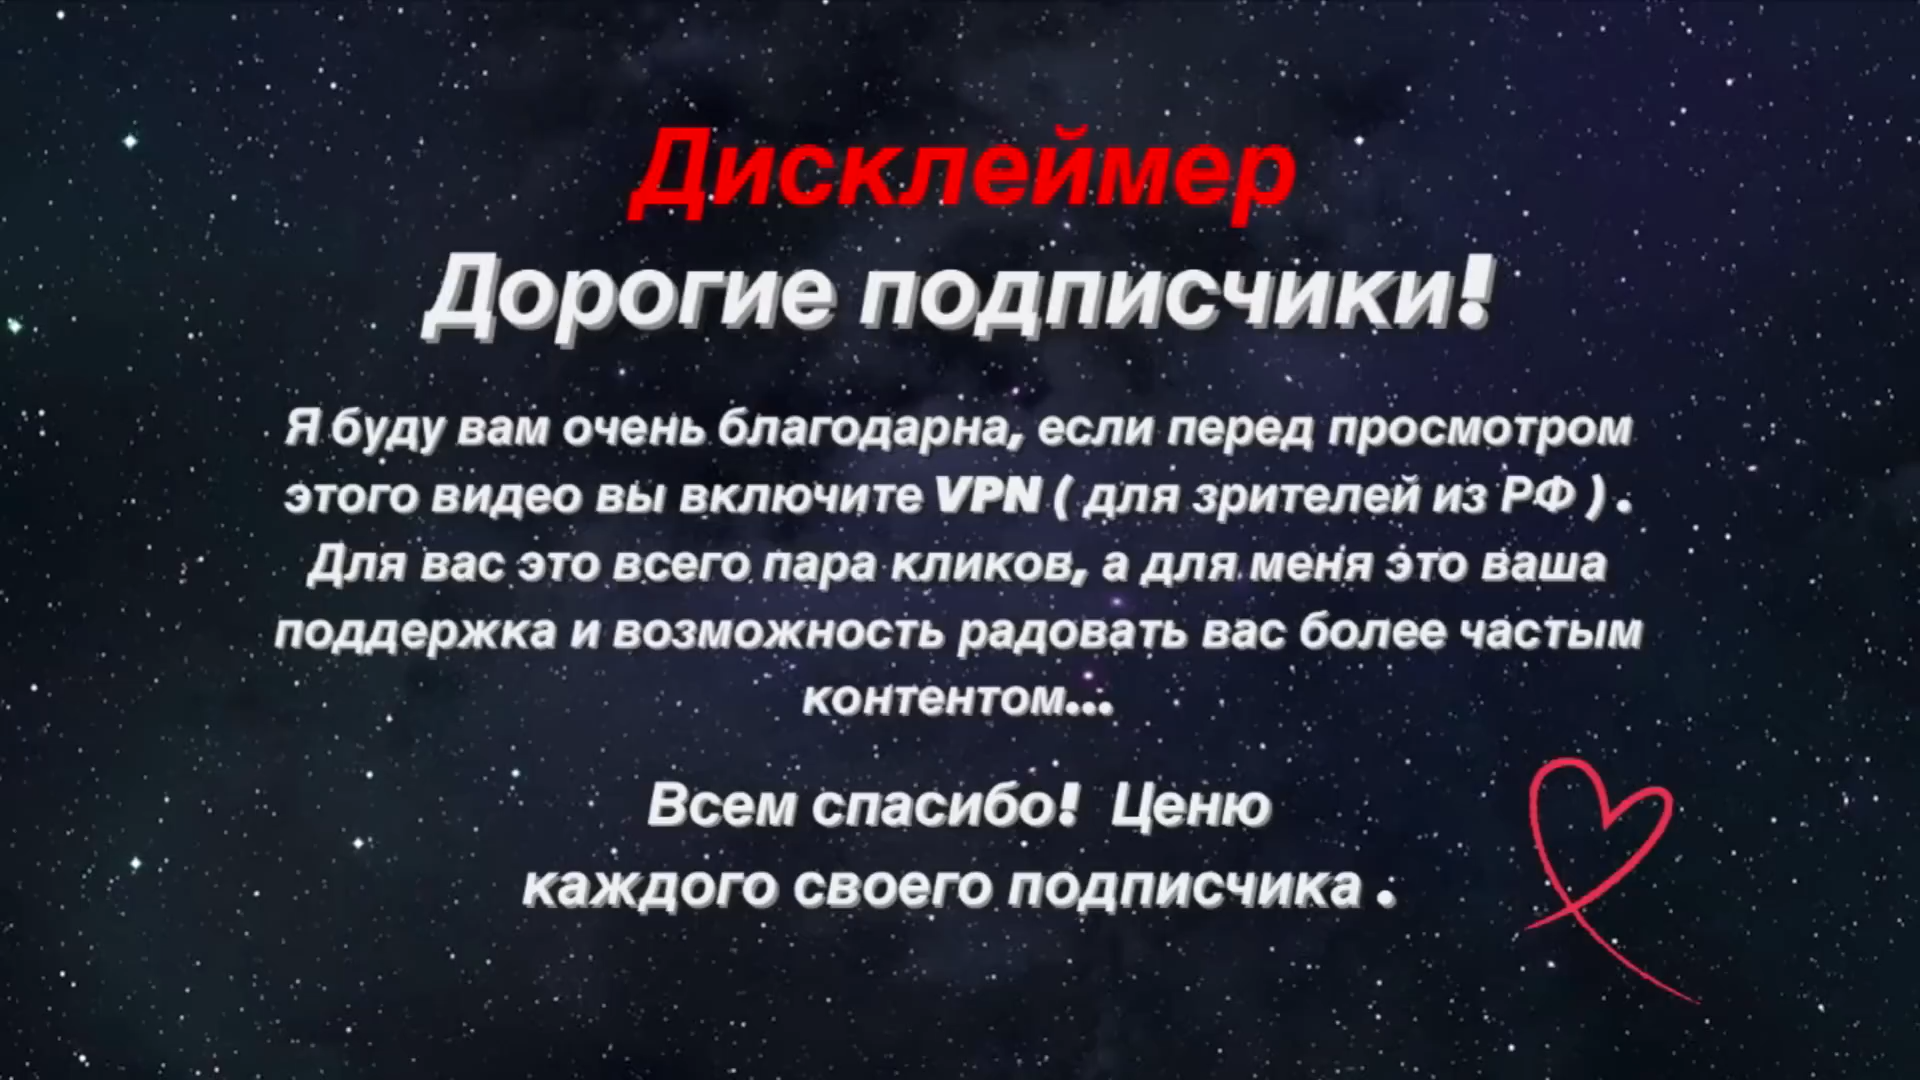 Дисклеймер
Дорогие подписчики!
Я буду вам очень благодарна, если перед просмотром
этого видео вы включите VPN ( для зрителей из РФ ) .
Для вас это всего пара кликов, а для меня это ваша
поддержка и возможность радовать вас более частым
контентом...
Всем спасибо! Ценю
каждого своего подписчика .